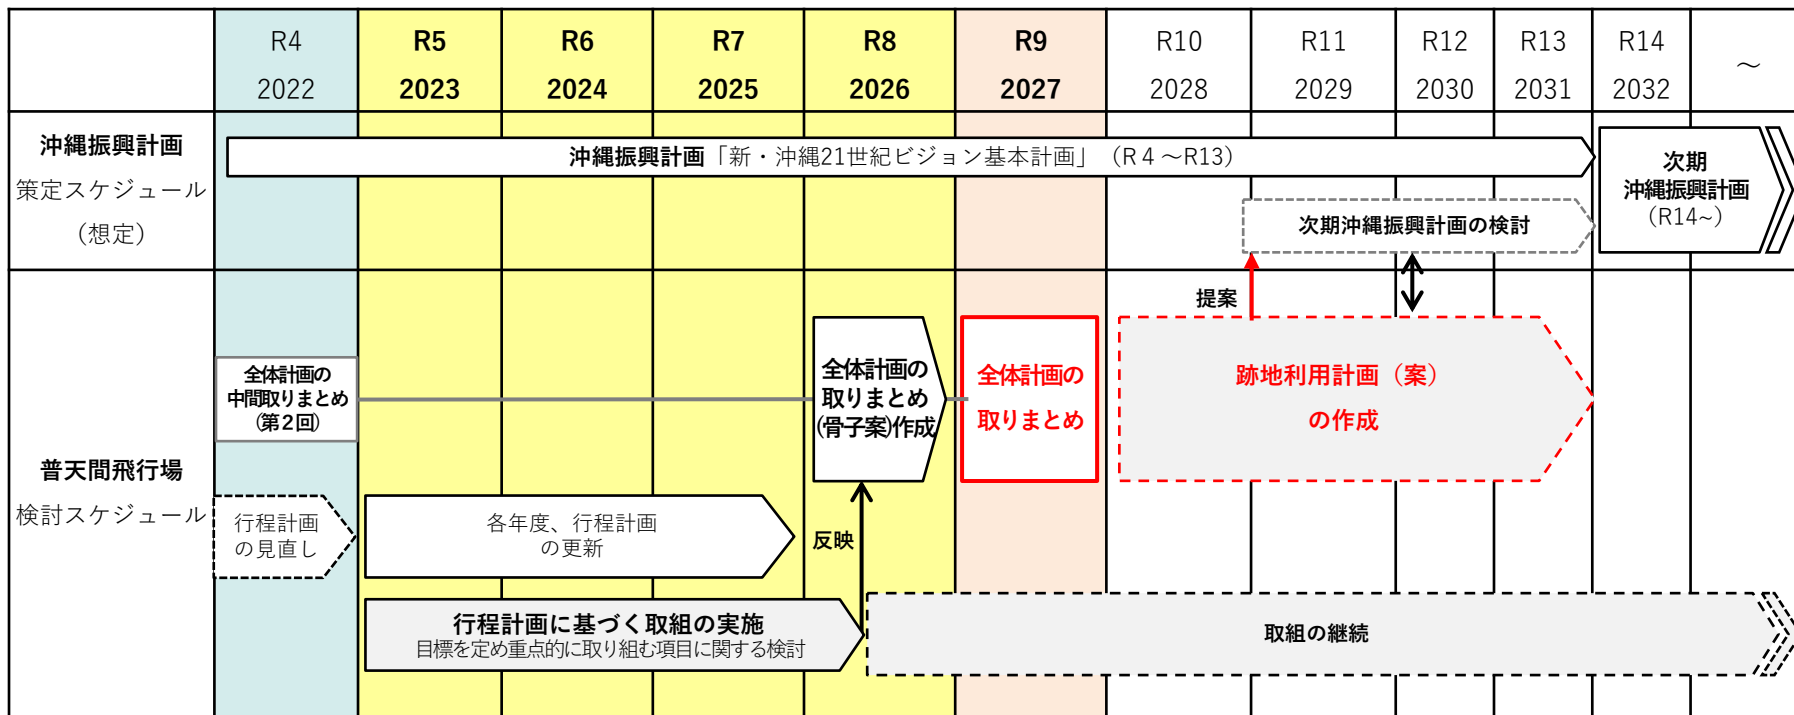 R4
2022
R5
2023
R6
2024
R7
2025
R8
2026
R9
2027
R10
2028
R11
2029
R12
2030
R13
2031
R14
2032
～
沖縄振興計画
策定スケジュール
（想定）
沖縄振興計画「新・沖縄21世紀ビジョン基本計画」（R４～R13）
次期沖縄振興計画の検討
次期
沖縄振興計画
（R14~）
普天間飛行場
検討スケジュール
全体計画の
中間取りまとめ
(第２回)
全体計画の
取りまとめ
(骨子案)作成
全体計画の
取りまとめ
提案
跡地利用計画（案）
の作成
行程計画
の見直し
各年度、行程計画
の更新
反映
行程計画に基づく取組の実施
目標を定め重点的に取り組む項目に関する検討
取組の継続